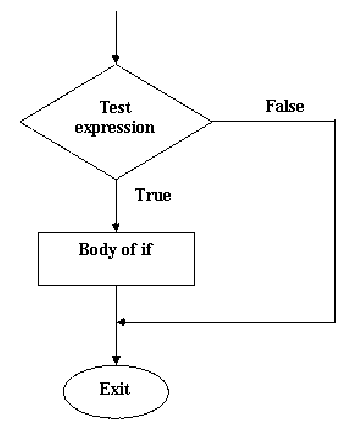 Test
expression
False
True
Body of if
Exit